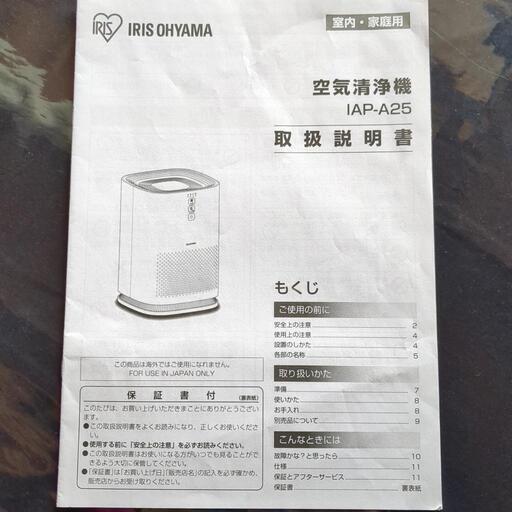 IRIS IRIS OHYAMA
室内・家庭用
空気清浄機
IAP-A25
取扱説明書
もくじ
ご使用の前に
安全上の注意 2
使用上の注意 4
設置のしかた 4
各部の名称 5
取り扱いかた
準備 7
使いかた 8
お手入れ 8
別売品について 9
こんなときには
故障かな？と思ったら 10
仕様 11
保証とアフターサービス 11
保証書 裏表紙
この商品は海外ではご使用になれません。
FOR USE IN JAPAN ONLY
保証書付（裏表紙）
このたびは、お買い上げいただきまことにありがとうござい
ます。
●この取扱説明書をよくお読みになり、正しくお使いくださ
い。
●使用する前に「安全上の注意」を必ずお読みください。
●この取扱説明書はお使いになる方がいつでも見ることがで
きるよう大切に保管してください。
●「保証書」は「お買い上げ日」「販売店名」の記入を必ず確かめ、
販売店からお受け取りください。